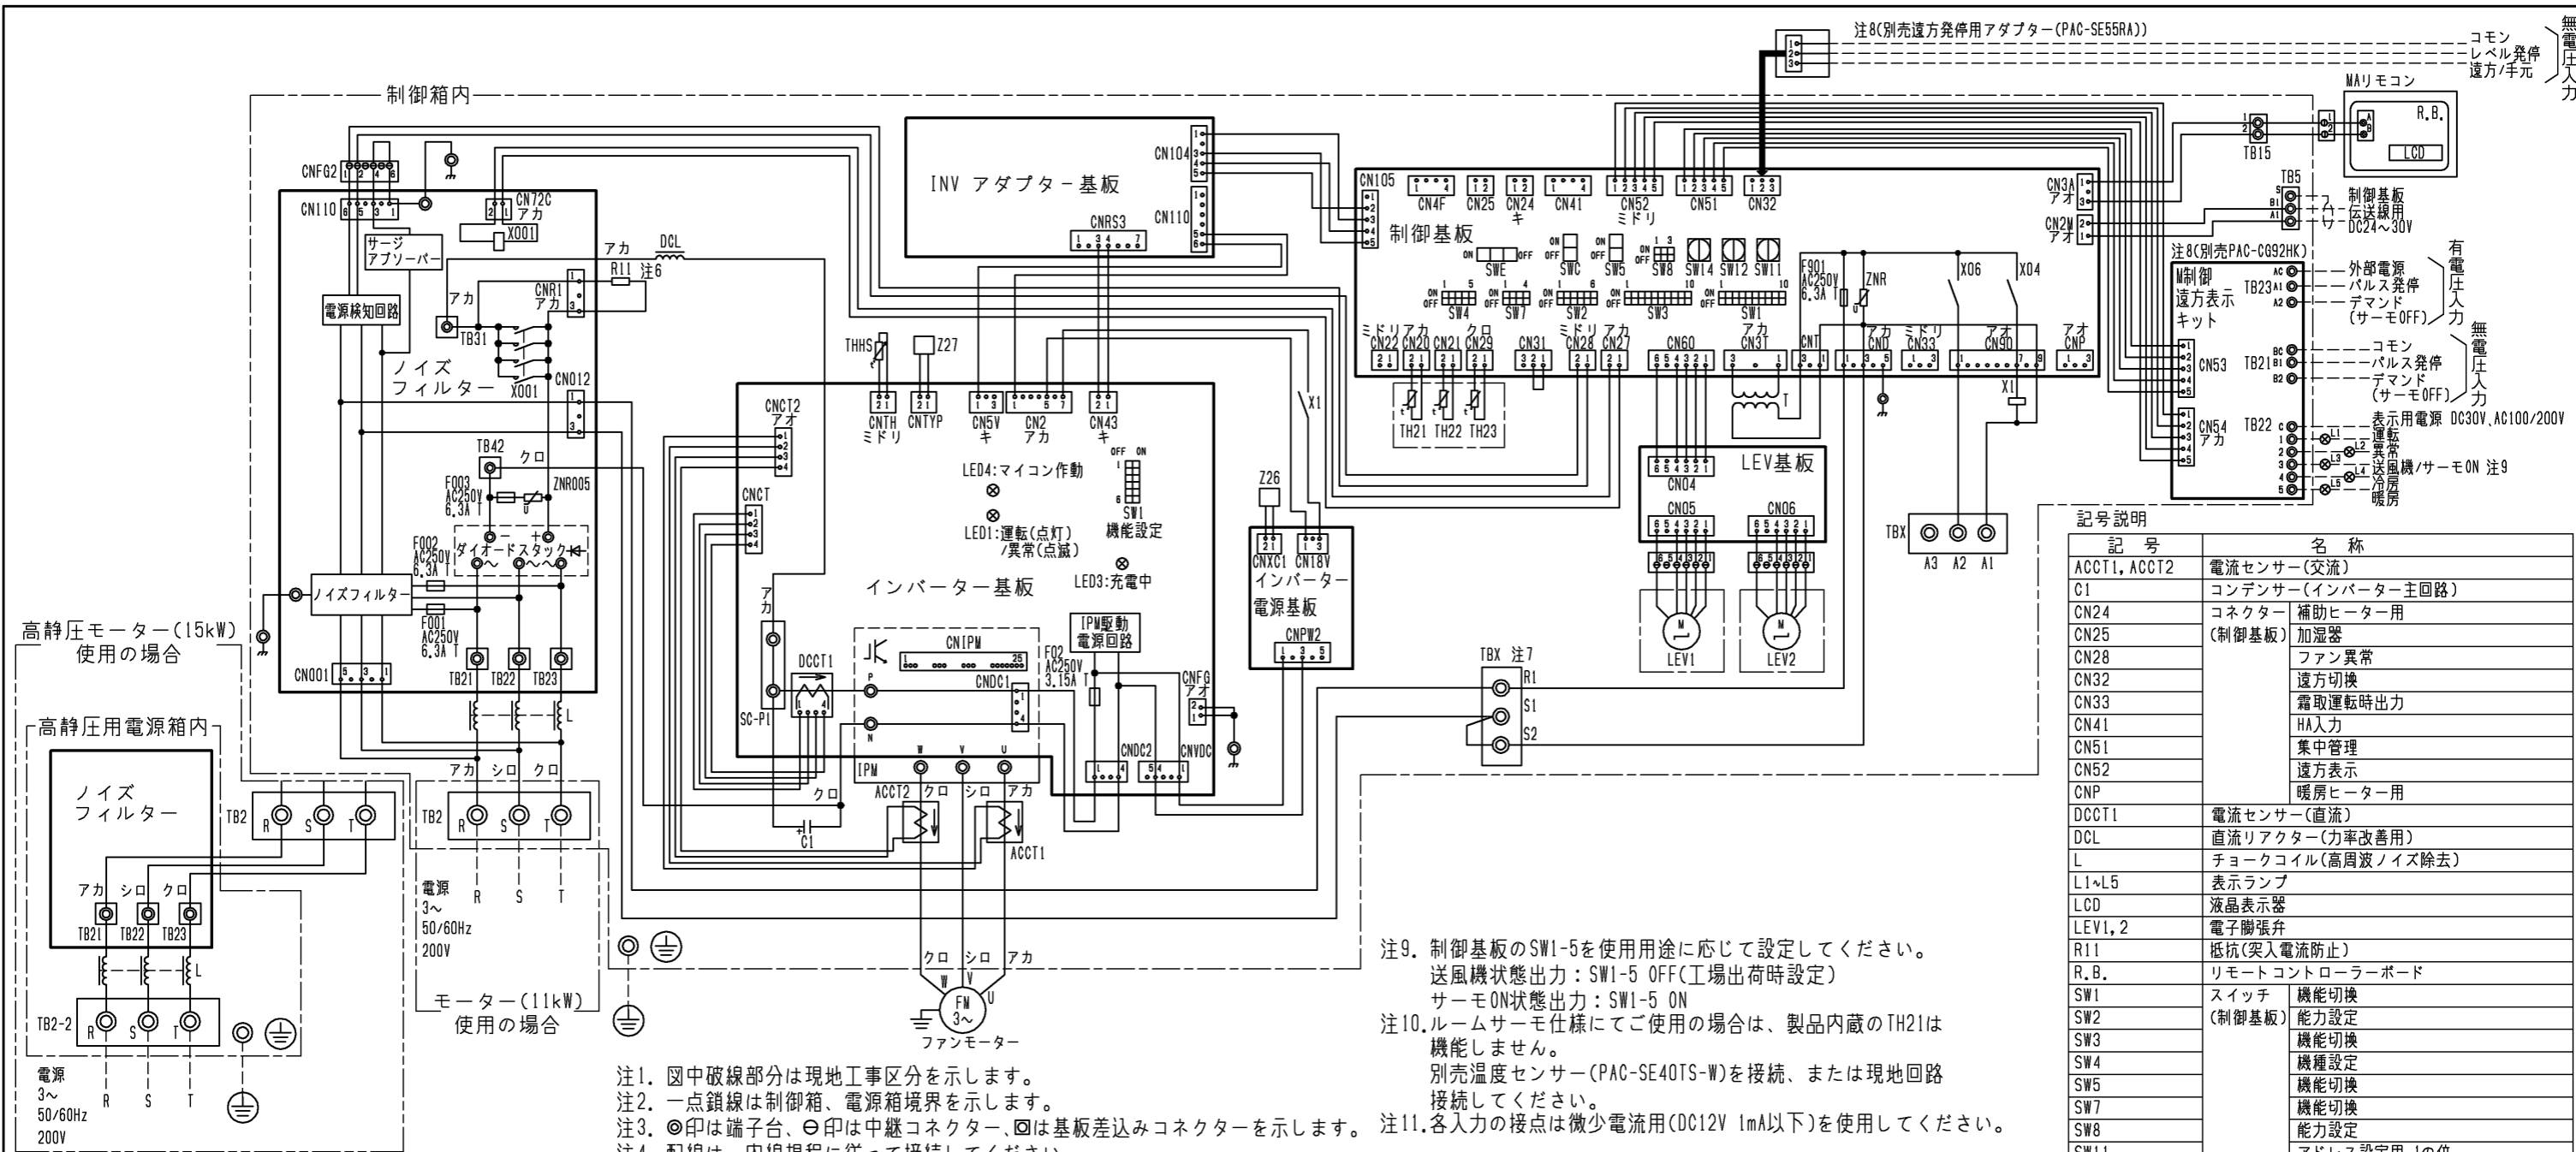 注8(別売遠方発停用アダプター(PAC-SE55RA))
コモン
レベル発停
遠方/手元
無電圧入力
MAリモコン
R.B.
LCD
TB15
制御箱内
CNFG2
CN110
CN72C
アカ
X001
サージ
アブソーバー
電源検知回路
アカ
DCL
R11 注6
CNR1
アカ
アカ
TB31
ノイズ
フィルター
X001
CN012
TB42
クロ
F003
AC250V
6.3A T
ZNR005
F002
AC250V
6.3A T
ダイオードスタック
ノイズフィルター
F001
AC250V
6.3A T
CN001
TB21
TB22
TB23
L
INV アダプター基板
CN104
CN110
CNRS3
CN105
制御基板
CN4F
CN25
CN24
キ
CN41
CN52
ミドリ
CN51
CN32
CN3A
アオ
CN2M
アオ
SWE
SWC
SW5
SW8
SW14
SW12
SW11
SW4
SW7
SW2
SW3
SW1
F901
AC250V
6.3A T
ZNR
X06
X04
ミドリ
CN22
アカ
CN20
CN21
クロ
CN29
CN31
ミドリ
CN28
アカ
CN27
CN60
アカ
CN3T
CNT
アカ
CND
ミドリ
CN33
アオ
CN90
アオ
CNP
TH21
TH22
TH23
T
X1
TB5
制御基板
伝送線用
DC24～30V
注8(別売PAC-CG92HK)
M制御
遠方表示
キット
TB23
外部電源
パルス発停
デマンド
(サーモOFF)
有電圧入力
TB21
コモン
パルス発停
デマンド
(サーモOFF)
無電圧入力
CN53
CN54
アカ
TB22
表示用電源 DC30V、AC100/200V
運転
異常
送風機/サーモON 注9
冷房
暖房
L1
L2
L3
L4
L5
THHS
Z27
CNTH
ミドリ
CNTYP
CN5V
キ
CN2
アカ
CN43
キ
CNCT2
アオ
CNCT
LED4:マイコン作動
LED1:運転(点灯)
/異常(点滅)
OFF ON
SW1
機能設定
LED3:充電中
インバーター基板
アカ
SC-P1
DCCT1
CNIPM
CNDC1
P
N
IPM
W
V
U
IPM駆動
電源回路
F02
AC250V
3.15A T
CNFG
アオ
CNDC2
CNVDC
クロ
C1
ACCT2
クロ
シロ
アカ
ACCT1
X1
Z26
CNXC1
CN18V
インバーター
電源基板
CNPW2
LEV基板
CN04
CN05
CN06
LEV1
LEV2
TBX
A3
A2
A1
TBX 注7
R1
S1
S2
高静圧モーター(15kW)
使用の場合
高静圧用電源箱内
ノイズ
フィルター
アカ
シロ
クロ
TB21
TB22
TB23
L
TB2-2
R
S
T
電源
3～
50/60Hz
200V
R
S
T
TB2
R
S
T
アカ
シロ
クロ
TB2
R
S
T
電源
3～
50/60Hz
200V
R
S
T
モーター(11kW)
使用の場合
クロ
シロ
アカ
W
V
U
FM
3～
ファンモーター
注1. 図中破線部分は現地工事区分を示します。
注2. 一点鎖線は制御箱、電源箱境界を示します。
注3. ◎印は端子台、⊖印は中継コネクター、回は基板差込みコネクターを示します。
注4. 配線は、内線規程に従って接続してください。
注9. 制御基板のSW1-5を使用用途に応じて設定してください。
送風機状態出力：SW1-5 OFF(工場出荷時設定)
サーモON状態出力：SW1-5 ON
注10.ルームサーモ仕様にてご使用の場合は、製品内蔵のTH21は
機能しません。
別売温度センサー(PAC-SE40TS-W)を接続、または現地回路
接続してください。
注11.各入力の接点は微少電流用(DC12V 1mA以下)を使用してください。
記号説明
記 号 名 称
ACCT1,ACCT2 電流センサー(交流)
C1 コンデンサー(インバーター主回路)
CN24 コネクター 補助ヒーター用
CN25 (制御基板) 加湿器
CN28 ファン異常
CN32 遠方切換
CN33 霜取運転時出力
CN41 HA入力
CN51 集中管理
CN52 遠方表示
CNP 暖房ヒーター用
DCCT1 電流センサー(直流)
DCL 直流リアクター(力率改善用)
L チョークコイル(高周波ノイズ除去)
L1~L5 表示ランプ
LCD 液晶表示器
LEV1,2 電子膨張弁
R11 抵抗(突入電流防止)
R.B. リモートコントローラーボード
SW1 スイッチ 機能切換
SW2 (制御基板) 能力設定
SW3 機能切換
SW4 機種設定
SW5 機能切換
SW7 機能切換
SW8 能力設定
SW11 アドレス設定用 1の位